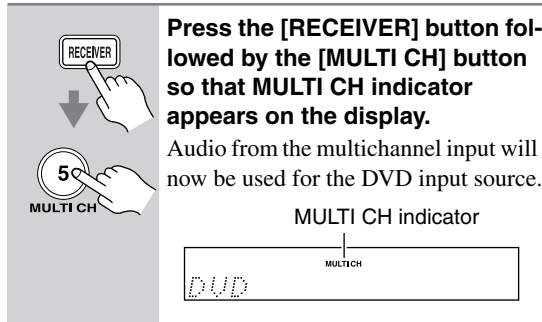 RECEIVER
5
MULTI CH
Press the [RECEIVER] button fol-
lowed by the [MULTI CH] button
so that MULTI CH indicator
appears on the display.
Audio from the multichannel input will
now be used for the DVD input source.
MULTI CH indicator
MULTI CH
DVD